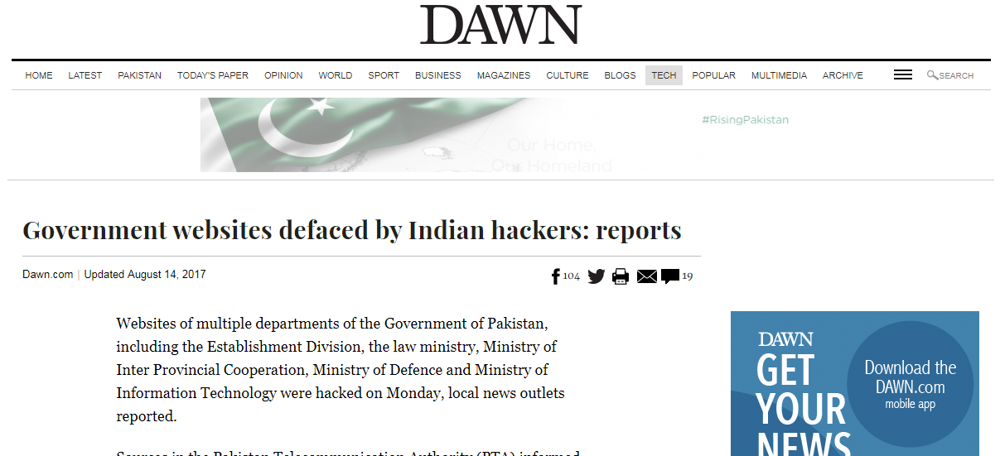 DAWN
HOME LATEST PAKISTAN TODAY'S PAPER OPINION WORLD SPORT BUSINESS MAGAZINES CULTURE BLOGS TECH POPULAR MULTIMEDIA ARCHIVE SEARCH
#RisingPakistan
Our Home,
Our Homeland
Government websites defaced by Indian hackers: reports
Dawn.com | Updated August 14, 2017 104 19
Websites of multiple departments of the Government of Pakistan,
including the Establishment Division, the law ministry, Ministry of
Inter Provincial Cooperation, Ministry of Defence and Ministry of
Information Technology were hacked on Monday, local news outlets
reported.
Sources in the Pakistan Telecommunication Authority (PTA) informed
DAWN
GET
YOUR
NEWS
Download the
DAWN.com
mobile app